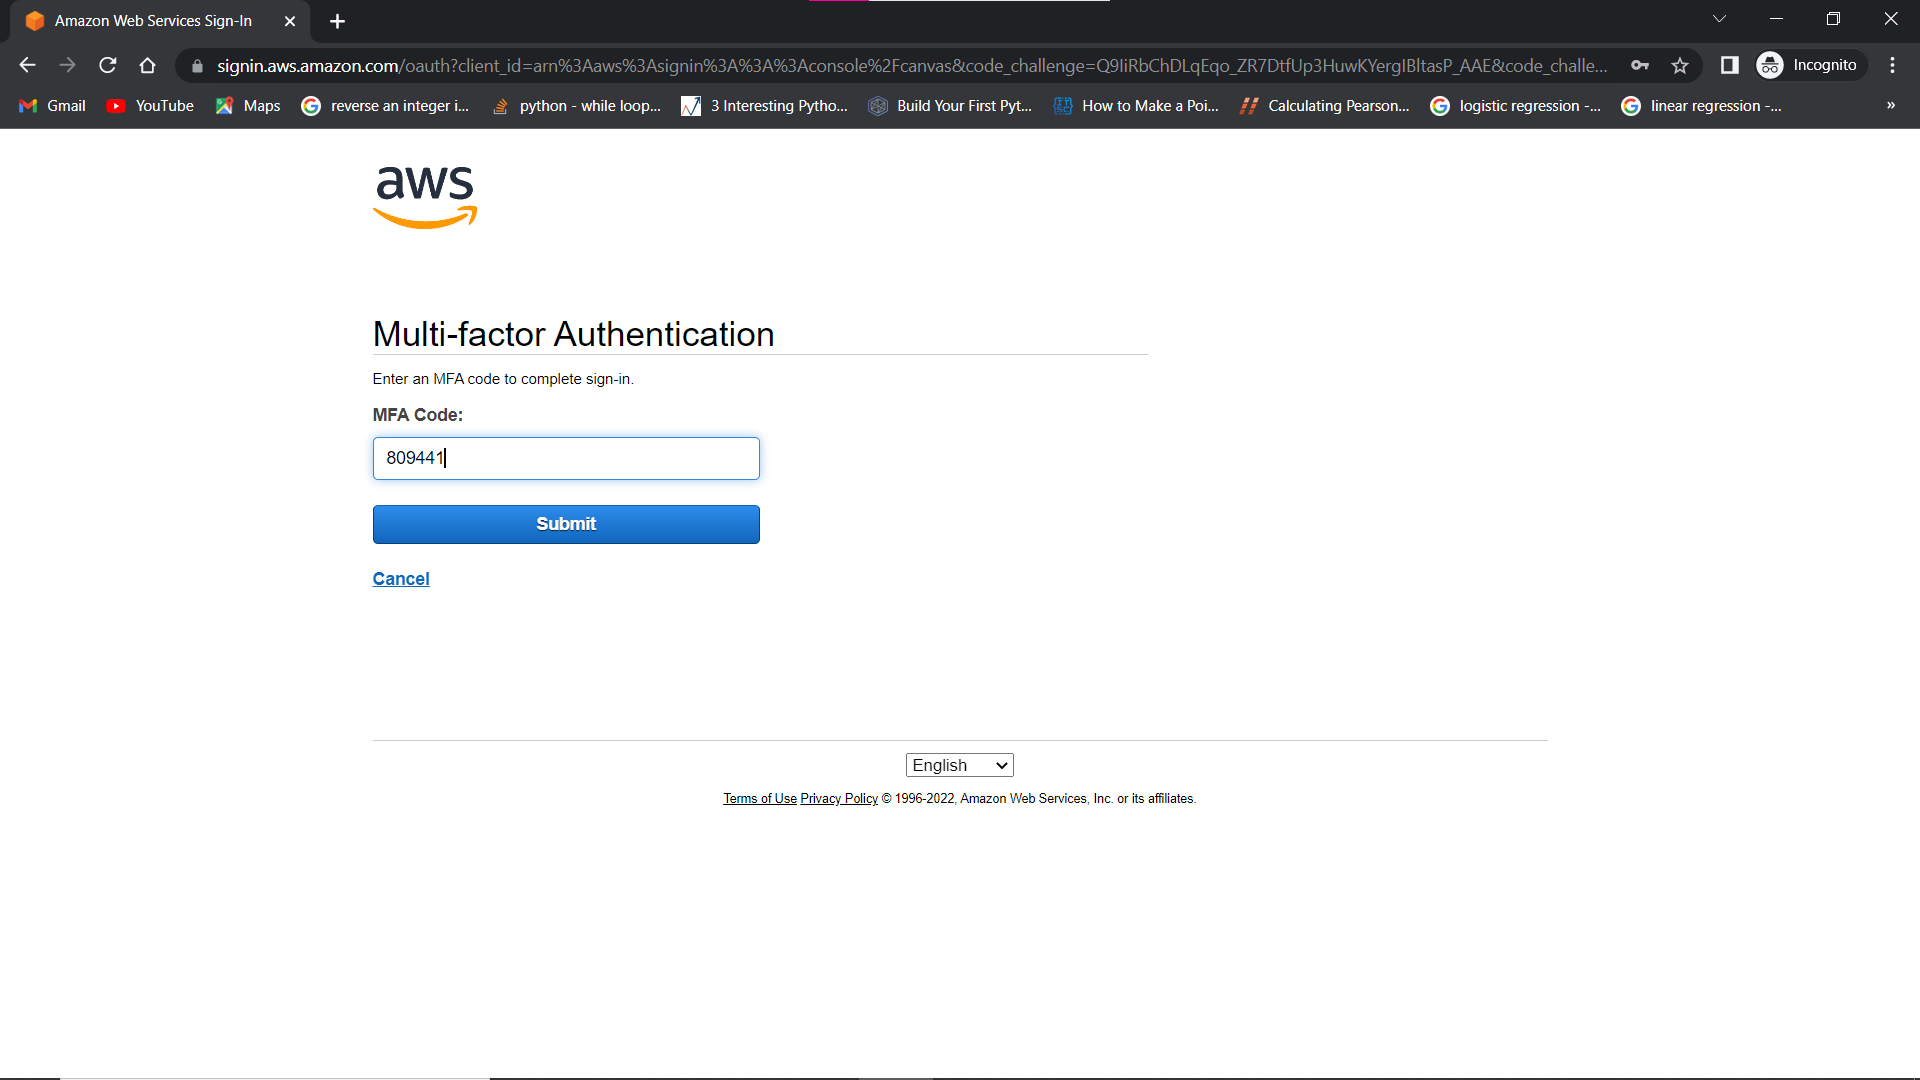 Amazon Web Services Sign-In
signin.aws.amazon.com/oauth?client_id=arn%3Aaws%3Asignin%3A%3A%3Aconsole%2Fcanvas&code_challenge=Q9IiRbChDLqEqo_ZR7DtfUp3HuwKYergIBltasP_AAE&code_challe... Incognito
Gmail YouTube Maps reverse an integer i... python - while loop... 3 Interesting Pytho... Build Your First Pyt... How to Make a Poi... Calculating Pearson... logistic regression -... linear regression -... »
aws
Multi-factor Authentication
Enter an MFA code to complete sign-in.
MFA Code:
809441
Submit
Cancel
English
Terms of Use Privacy Policy © 1996-2022, Amazon Web Services, Inc. or its affiliates.